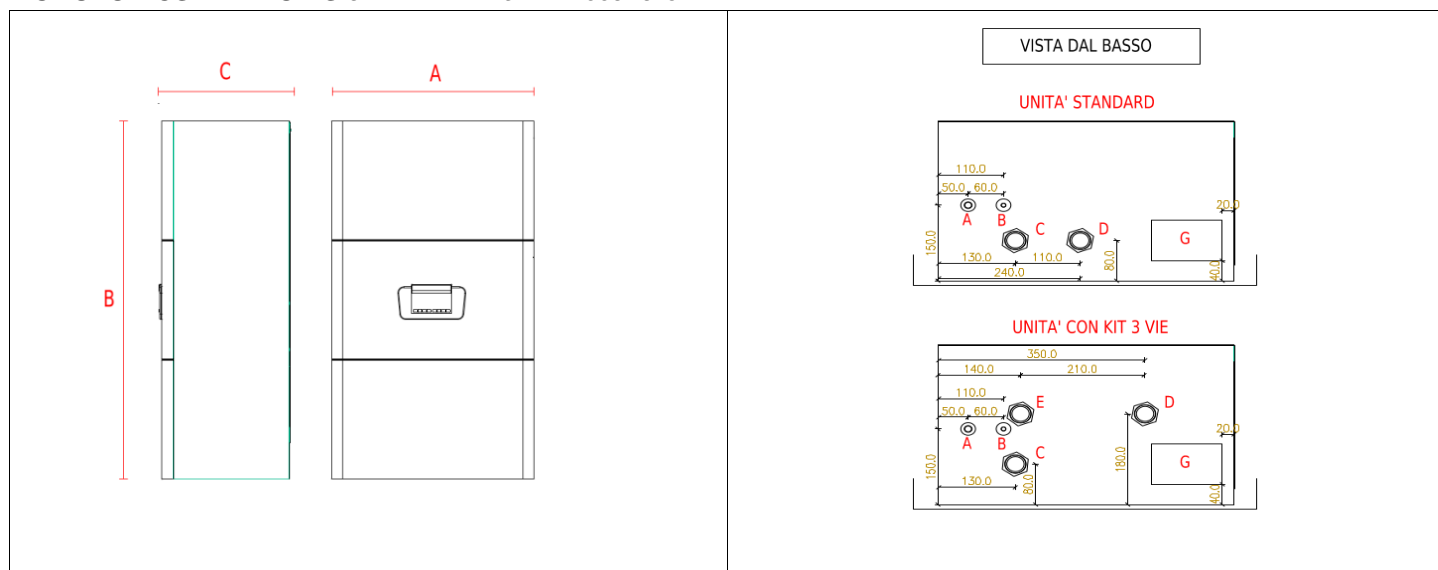 C
A
B
VISTA DAL BASSO
UNITA' STANDARD
110.0
50.0 60.0
20.0
A B
C D
G
150.0
130.0 110.0
80.0
240.0
40.0
UNITA' CON KIT 3 VIE
350.0
140.0 210.0
110.0
E D
50.0 60.0
20.0
A B
C
G
150.0
180.0
130.0
80.0
40.0